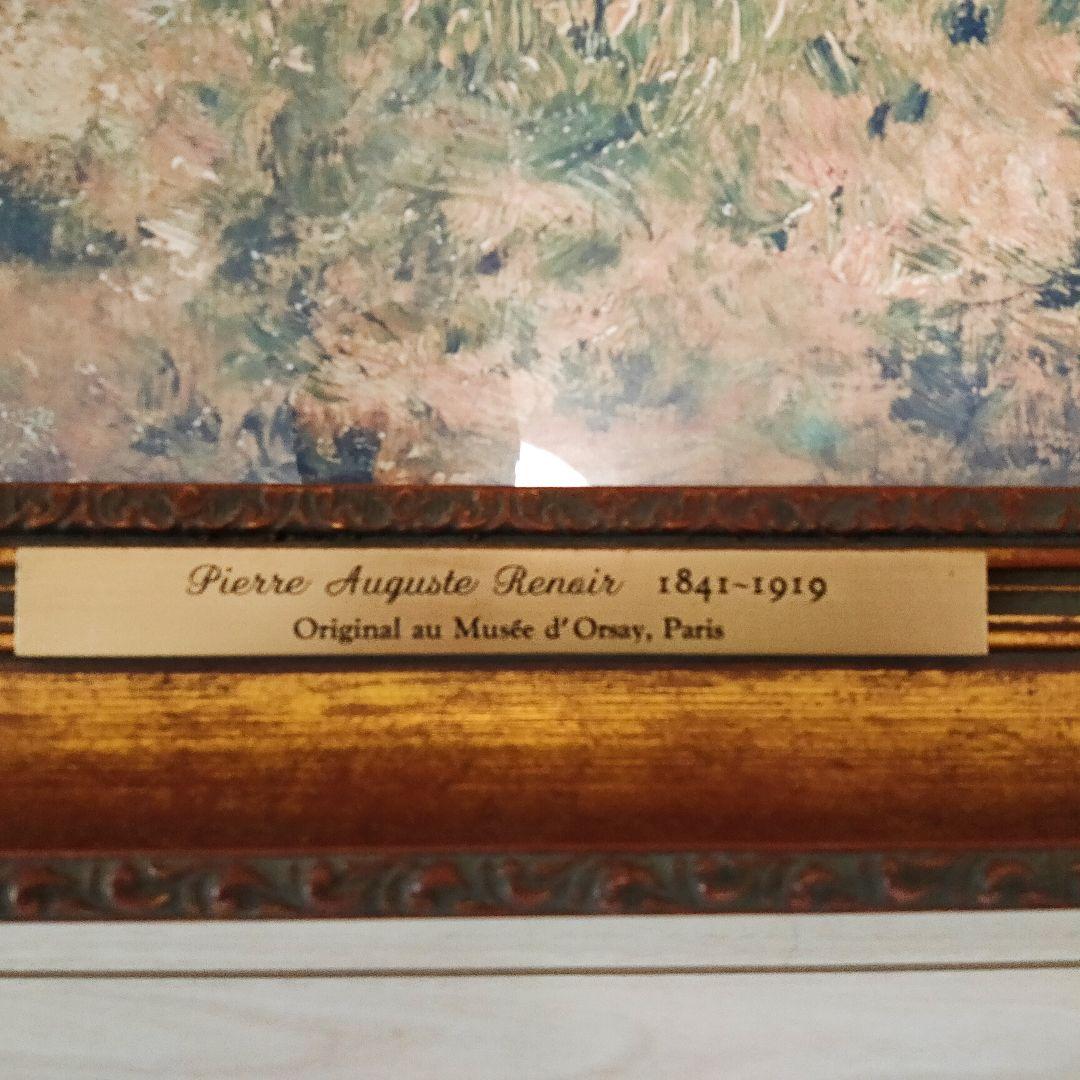 Pierre Auguste Renoir 1841~1919
Original au Musée d'Orsay, Paris